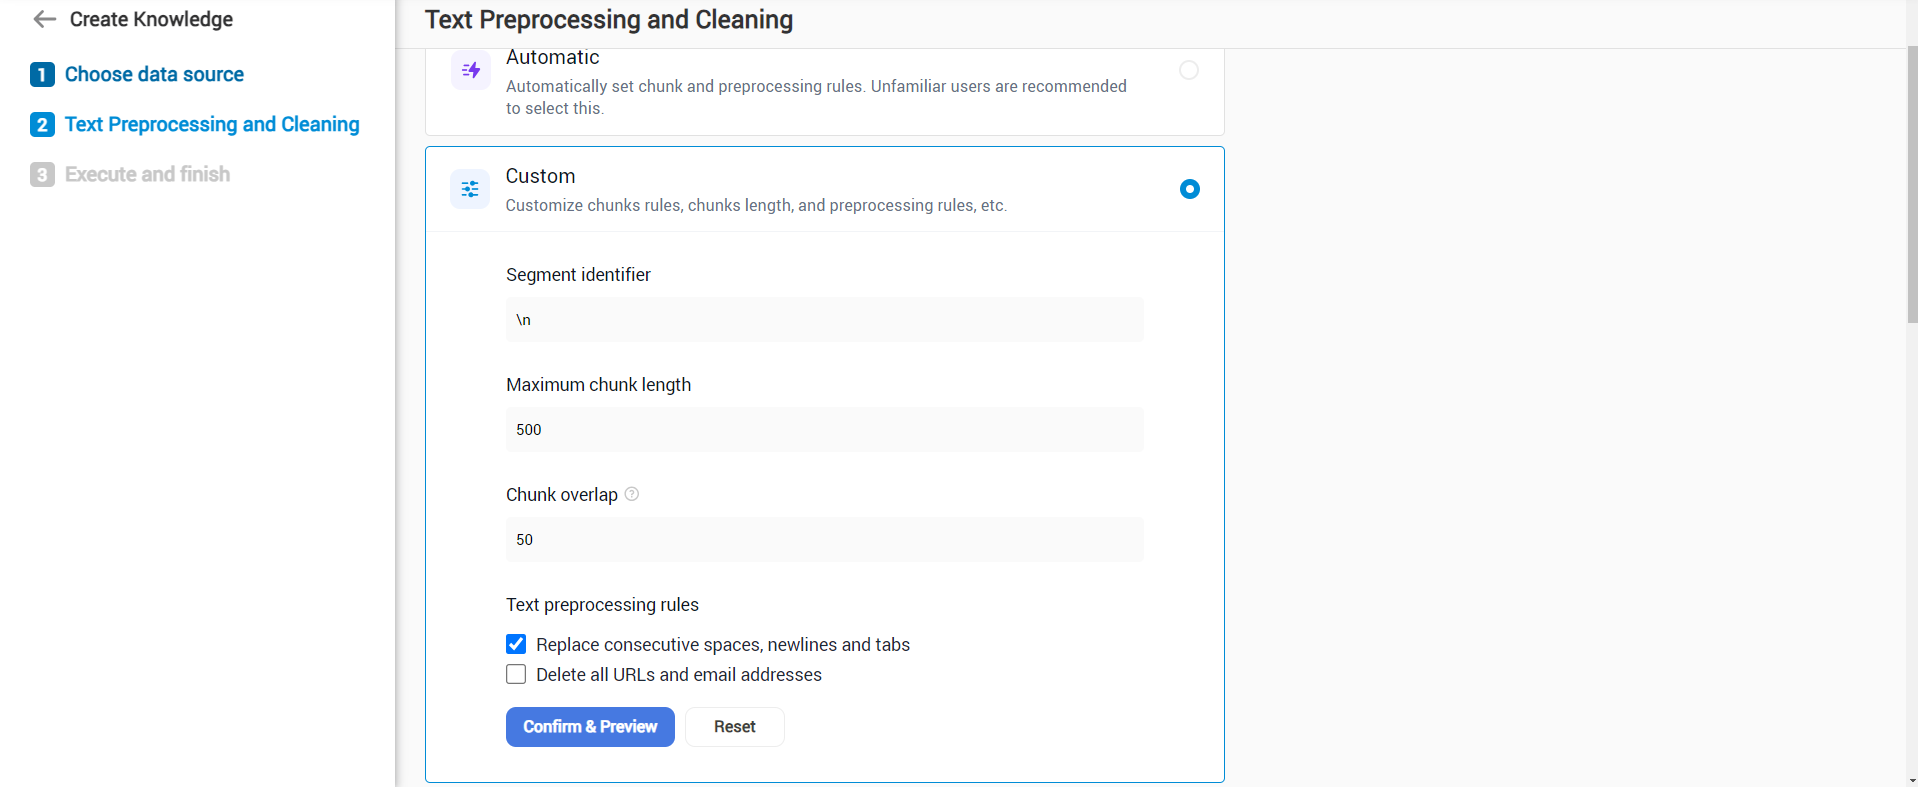 Create Knowledge
1 Choose data source
2 Text Preprocessing and Cleaning
3 Execute and finish
Text Preprocessing and Cleaning
Automatic
Automatically set chunk and preprocessing rules. Unfamiliar users are recommended
to select this.
Custom
Customize chunks rules, chunks length, and preprocessing rules, etc.
Segment identifier
\n
Maximum chunk length
500
Chunk overlap ?
50
Text preprocessing rules
Replace consecutive spaces, newlines and tabs
Delete all URLs and email addresses
Confirm & Preview
Reset